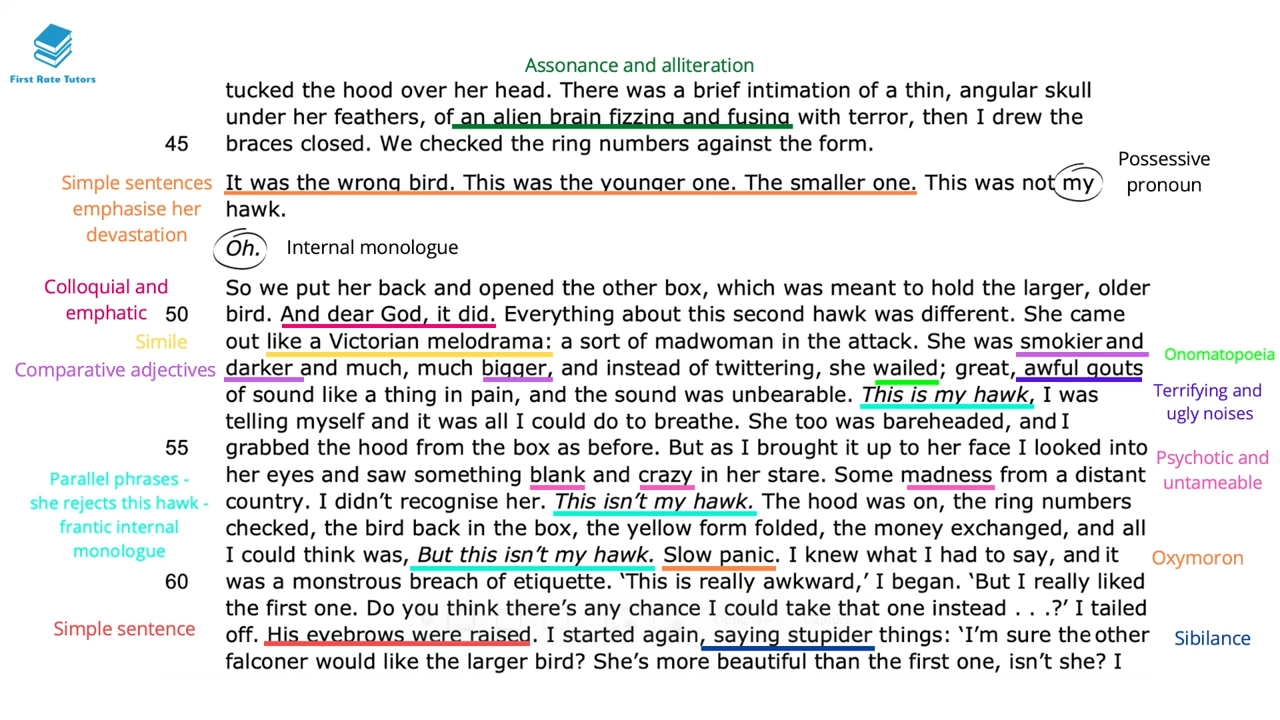 First Rate Tutors
Assonance and alliteration
tucked the hood over her head. There was a brief intimation of a thin, angular skull
under her feathers, of an alien brain fizzing and fusing with terror, then I drew the
45 braces closed. We checked the ring numbers against the form.
Possessive
pronoun
Simple sentences
emphasise her
devastation
It was the wrong bird. This was the younger one. The smaller one. This was not my
hawk.
Oh. Internal monologue
Colloquial and
emphatic
So we put her back and opened the other box, which was meant to hold the larger, older
50 bird. And dear God, it did. Everything about this second hawk was different. She came
Simile
out like a Victorian melodrama: a sort of madwoman in the attack. She was smokier and
Onomatopoeia
Comparative adjectives
darker and much, much bigger, and instead of twittering, she wailed; great, awful gouts
Terrifying and
ugly noises
of sound like a thing in pain, and the sound was unbearable. This is my hawk, I was
telling myself and it was all I could do to breathe. She too was bareheaded, and I
55 grabbed the hood from the box as before. But as I brought it up to her face I looked into
Psychotic and
untameable
her eyes and saw something blank and crazy in her stare. Some madness from a distant
Parallel phrases -
she rejects this hawk -
frantic internal
monologue
country. I didn't recognise her. This isn't my hawk. The hood was on, the ring numbers
checked, the bird back in the box, the yellow form folded, the money exchanged, and all
I could think was, But this isn't my hawk. Slow panic. I knew what I had to say, and it
Oxymoron
60 was a monstrous breach of etiquette. ‘This is really awkward,’ I began. ‘But I really liked
the first one. Do you think there's any chance I could take that one instead . . .?’ I tailed
Simple sentence
off. His eyebrows were raised. I started again, saying stupider things: ‘I'm sure the other
Sibilance
falconer would like the larger bird? She's more beautiful than the first one, isn't she? I